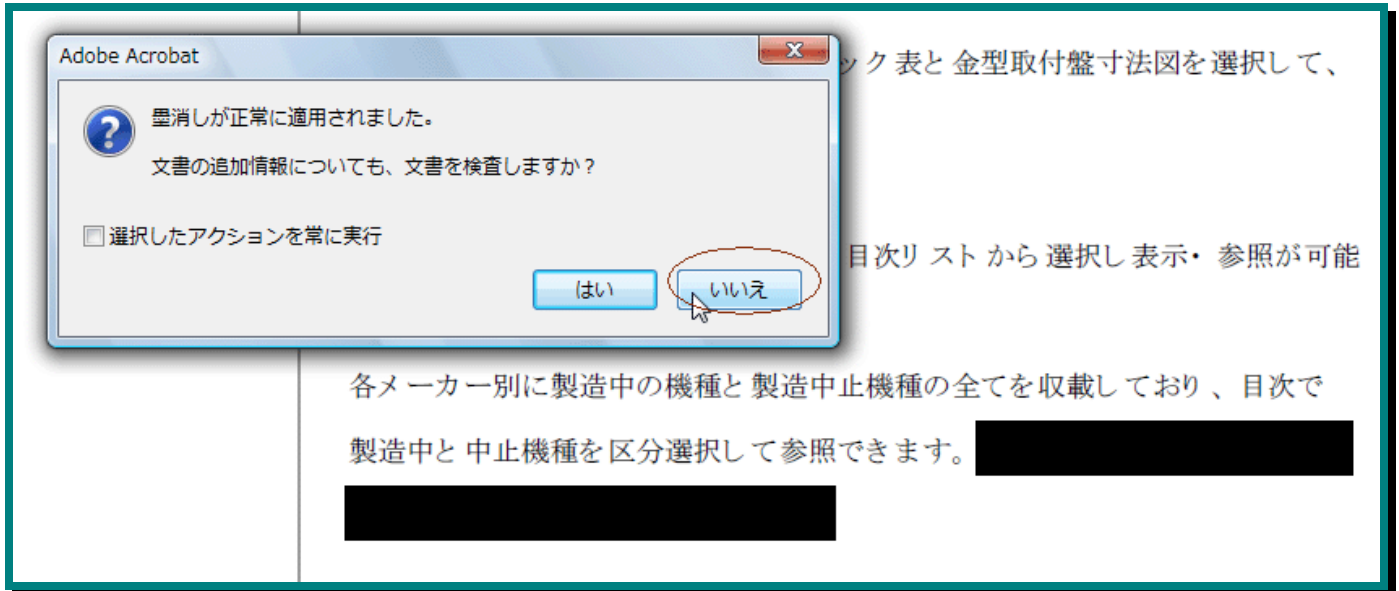 Adobe Acrobat
墨消しが正常に適用されました。
文書の追加情報についても、文書を検査しますか？
選択したアクションを常に実行
はい
いいえ
ック表と金型取付盤寸法図を選択して、
目次リストから選択し表示・参照が可能
各メーカー別に製造中の機種と製造中止機種の全てを収載しており、目次で
製造中と中止機種を区分選択して参照できます。